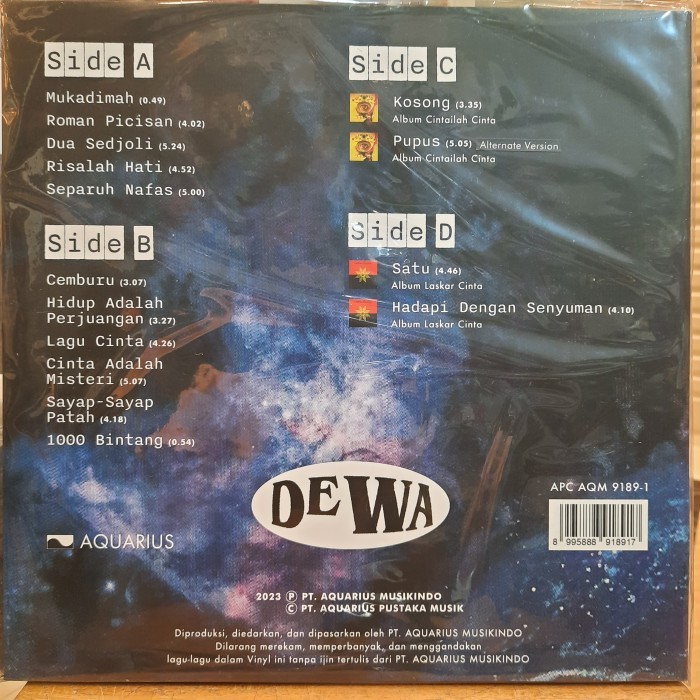 Side A
Mukadimah (0.49)
Roman Picisan (4.02)
Dua Sedjoli (5.24)
Risalah Hati (4.52)
Separuh Nafas (5.00)
Side B
Cemburu (3.07)
Hidup Adalah
Perjuangan (3.27)
Lagu Cinta (4.26)
Cinta Adalah
Misteri (5.07)
Sayap-Sayap
Patah (4.18)
1000 Bintang (0.54)
Side C
Kosong (3.35)
Album Cintailah Cinta
Pupus (5.05) Alternate Version
Album Cintailah Cinta
Side D
Satu (4.46)
Album Laskar Cinta
Hadapi Dengan Senyuman (4.10)
Album Laskar Cinta
DEWA
APC AQM 9189-1
8 995888 918917
AQUARIUS
2023 Ⓟ PT. AQUARIUS MUSIKINDO
Ⓒ PT. AQUARIUS PUSTAKA MUSIK
Diproduksi, diedarkan, dan dipasarkan oleh PT. AQUARIUS MUSIKINDO
Dilarang merekam, memperbanyak, dan menggandakan
lagu-lagu dalam Vinyl ini tanpa ijin tertulis dari PT. AQUARIUS MUSIKINDO